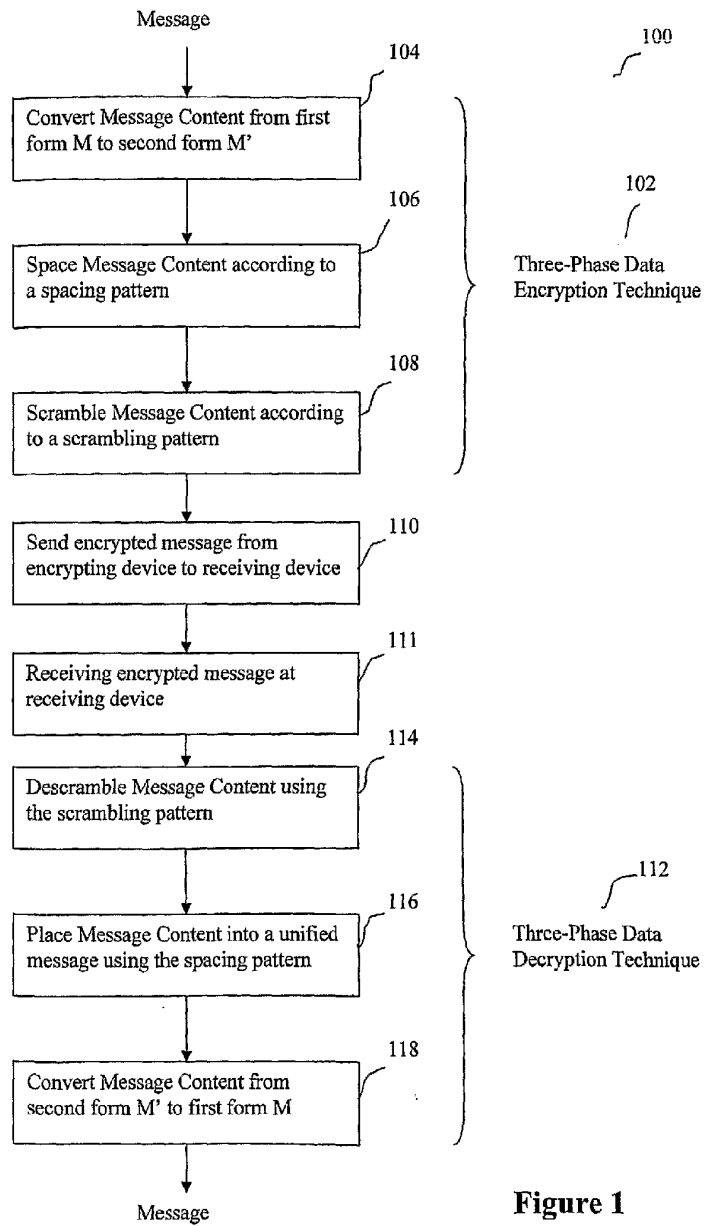 Message
100
104
Convert Message Content from first
form M to second form M'
102
106
Space Message Content according to
a spacing pattern
Three-Phase Data
Encryption Technique
108
Scramble Message Content according
to a scrambling pattern
110
Send encrypted message from
encrypting device to receiving device
111
Receiving encrypted message at
receiving device
114
Descramble Message Content using
the scrambling pattern
112
116
Place Message Content into a unified
message using the spacing pattern
Three-Phase Data
Decryption Technique
118
Convert Message Content from
second form M' to first form M
Message
Figure 1